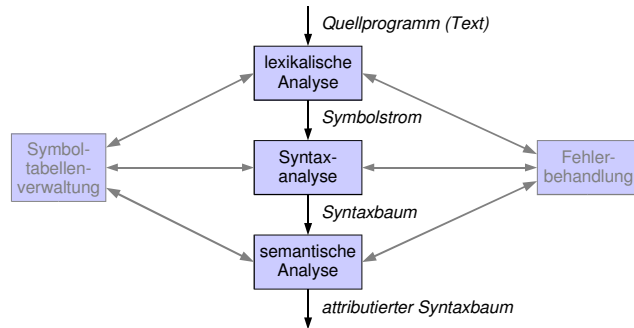 Quellprogramm (Text)
lexikalische
Analyse
Symbolstrom
Symbol-
tabellen-
verwaltung
Syntax-
analyse
Fehler-
behandlung
Syntaxbaum
semantische
Analyse
attributierter Syntaxbaum